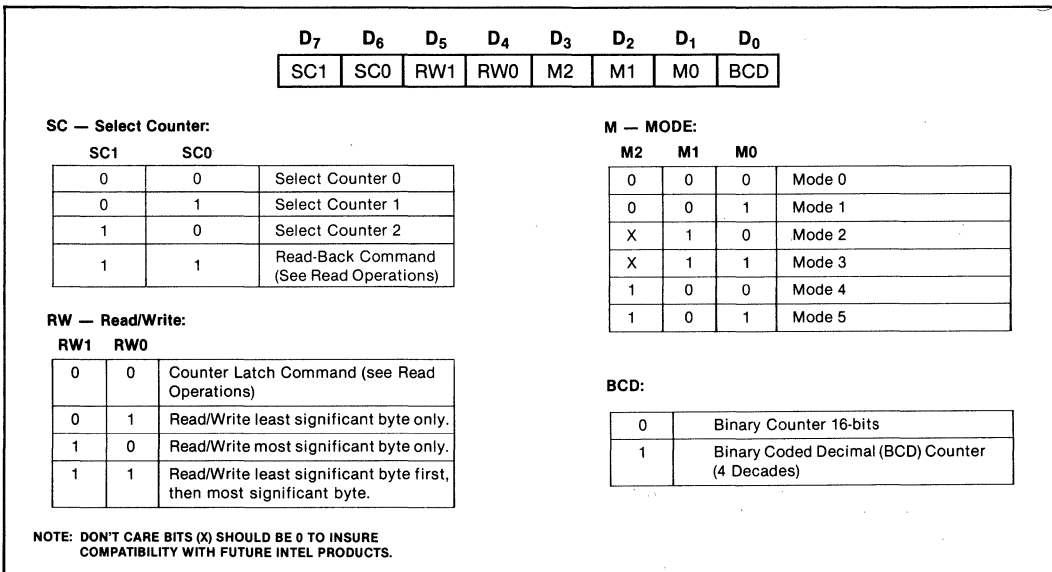 D7 D6 D5 D4 D3 D2 D1 D0
SC1 SC0 RW1 RW0 M2 M1 M0 BCD
SC — Select Counter:
SC1 SC0
0 0 Select Counter 0
0 1 Select Counter 1
1 0 Select Counter 2
1 1 Read-Back Command
(See Read Operations)
RW — Read/Write:
RW1 RW0
0 0 Counter Latch Command (see Read
Operations)
0 1 Read/Write least significant byte only.
1 0 Read/Write most significant byte only.
1 1 Read/Write least significant byte first,
then most significant byte.
M — MODE:
M2 M1 M0
0 0 0 Mode 0
0 0 1 Mode 1
X 1 0 Mode 2
X 1 1 Mode 3
1 0 0 Mode 4
1 0 1 Mode 5
BCD:
0 Binary Counter 16-bits
1 Binary Coded Decimal (BCD) Counter
(4 Decades)
NOTE: DON'T CARE BITS (X) SHOULD BE 0 TO INSURE
COMPATIBILITY WITH FUTURE INTEL PRODUCTS.